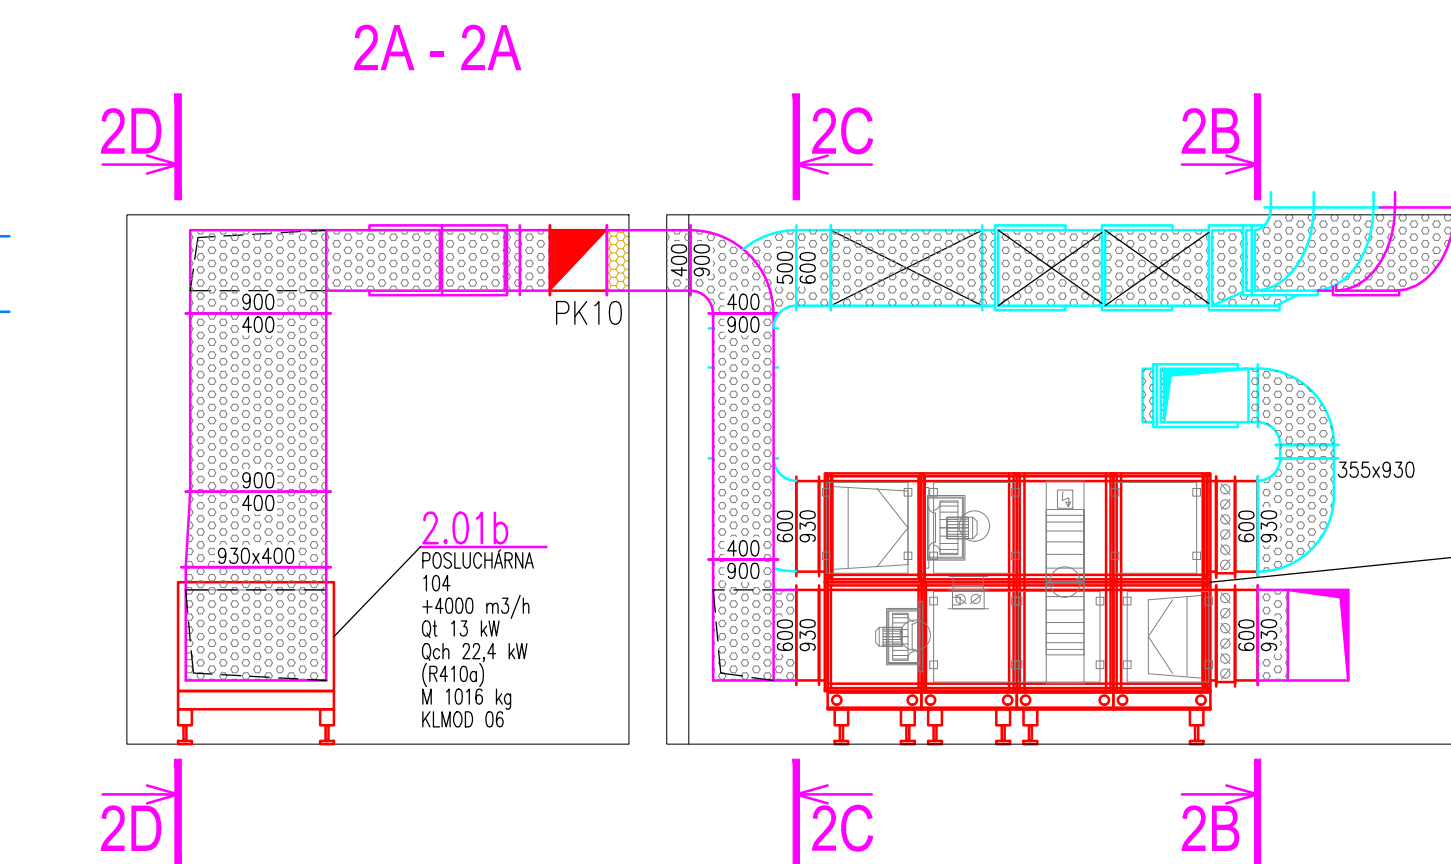 2A - 2A
2D
2C
2B
400
900
500
600
900
400
PK10
400
900
355x930
900
400
600
930
600
930
2.01b
POSLUCHÁRNA
104
+4000 m3/h
Qt 13 kW
Qch 22,4 kW
(R410a)
M 1016 kg
KLMOD 06
930x400
400
900
600
930
600
930
2D
2C
2B